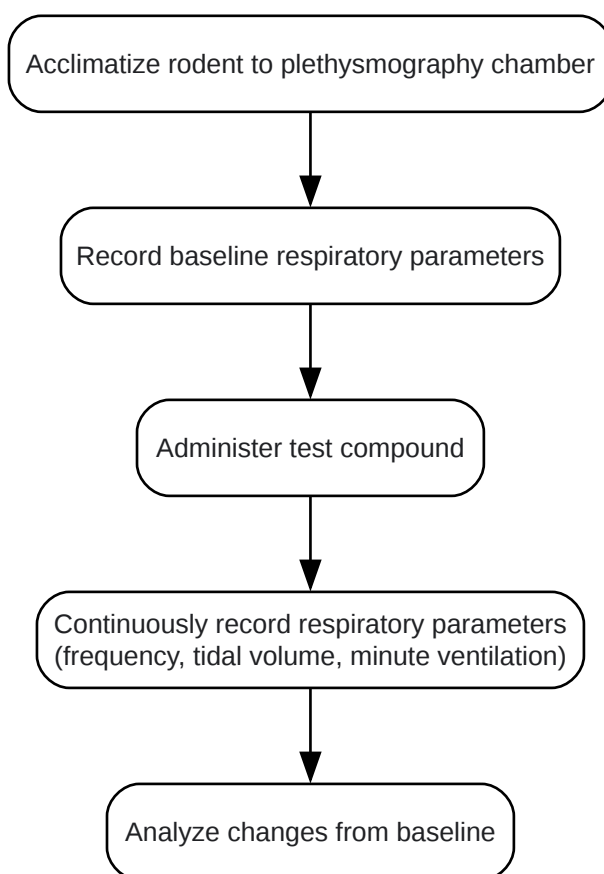 Acclimatize rodent to plethysmography chamber
Record baseline respiratory parameters
Administer test compound
Continuously record respiratory parameters
(frequency, tidal volume, minute ventilation)
Analyze changes from baseline